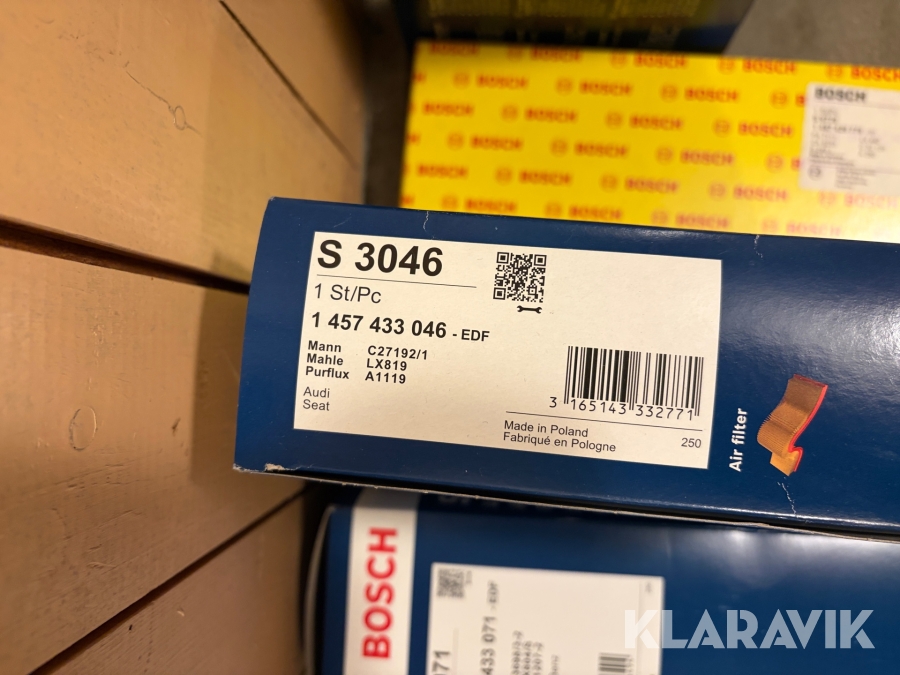 BOSCH
S 3046
1 St/Pc
1 457 433 046 - EDF
Mann C27192/1
Mahle LX819
Purflux A1119
Audi
Seat
3 165143 332771
Made in Poland
Fabriqué en Pologne
250
Air filter
BOSCH
071
433 071 - EDF
KLARAVIK